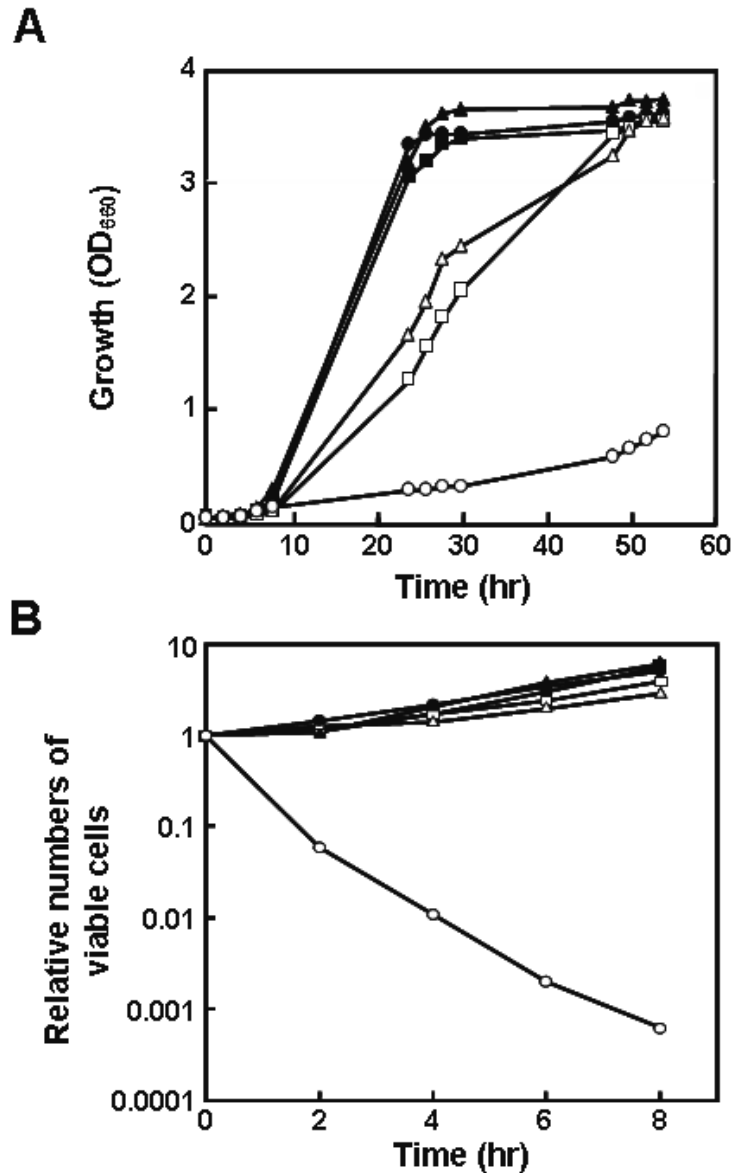 A
4
3
2
1
0
Growth (OD660)
0 10 20 30 40 50 60
Time (hr)
B
10
1
0.1
0.01
0.001
0.0001
Relative numbers of
viable cells
0 2 4 6 8
Time (hr)